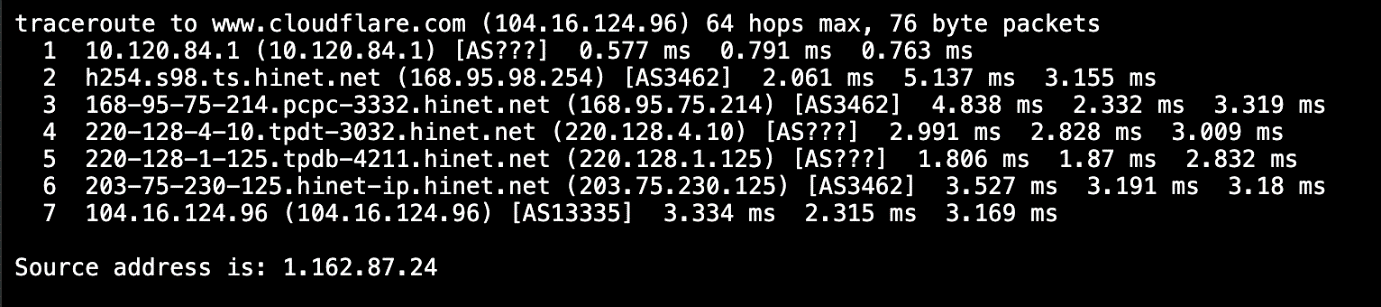 traceroute to www.cloudflare.com (104.16.124.96) 64 hops max, 76 byte packets
1 10.120.84.1 (10.120.84.1) [AS???] 0.577 ms 0.791 ms 0.763 ms
2 h254.s98.ts.hinet.net (168.95.98.254) [AS3462] 2.061 ms 5.137 ms 3.155 ms
3 168-95-75-214.pcpc-3332.hinet.net (168.95.75.214) [AS3462] 4.838 ms 2.332 ms 3.319 ms
4 220-128-4-10.tpdt-3032.hinet.net (220.128.4.10) [AS???] 2.991 ms 2.828 ms 3.009 ms
5 220-128-1-125.tpdb-4211.hinet.net (220.128.1.125) [AS???] 1.806 ms 1.87 ms 2.832 ms
6 203-75-230-125.hinet-ip.hinet.net (203.75.230.125) [AS3462] 3.527 ms 3.191 ms 3.18 ms
7 104.16.124.96 (104.16.124.96) [AS13335] 3.334 ms 2.315 ms 3.169 ms
Source address is: 1.162.87.24